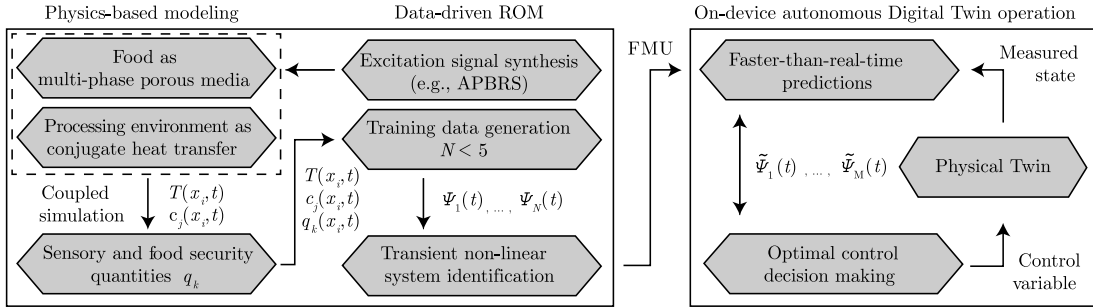 Physics-based modeling
Data-driven ROM
On-device autonomous Digital Twin operation
Food as
multi-phase porous media
Excitation signal synthesis
(e.g., APBRS)
Processing environment as
conjugate heat transfer
Training data generation
N < 5
Coupled
simulation
T(x_i,t)
c_j(x_i,t)
T(x_i,t)
c_j(x_i,t)
q_k(x_i,t)
Ψ_1(t) , ... , Ψ_N(t)
Sensory and food security
quantities q_k
Transient non-linear
system identification
FMU
Faster-than-real-time
predictions
Measured
state
Ψ̃_1(t) , ... , Ψ̃_M(t)
Physical Twin
Optimal control
decision making
Control
variable